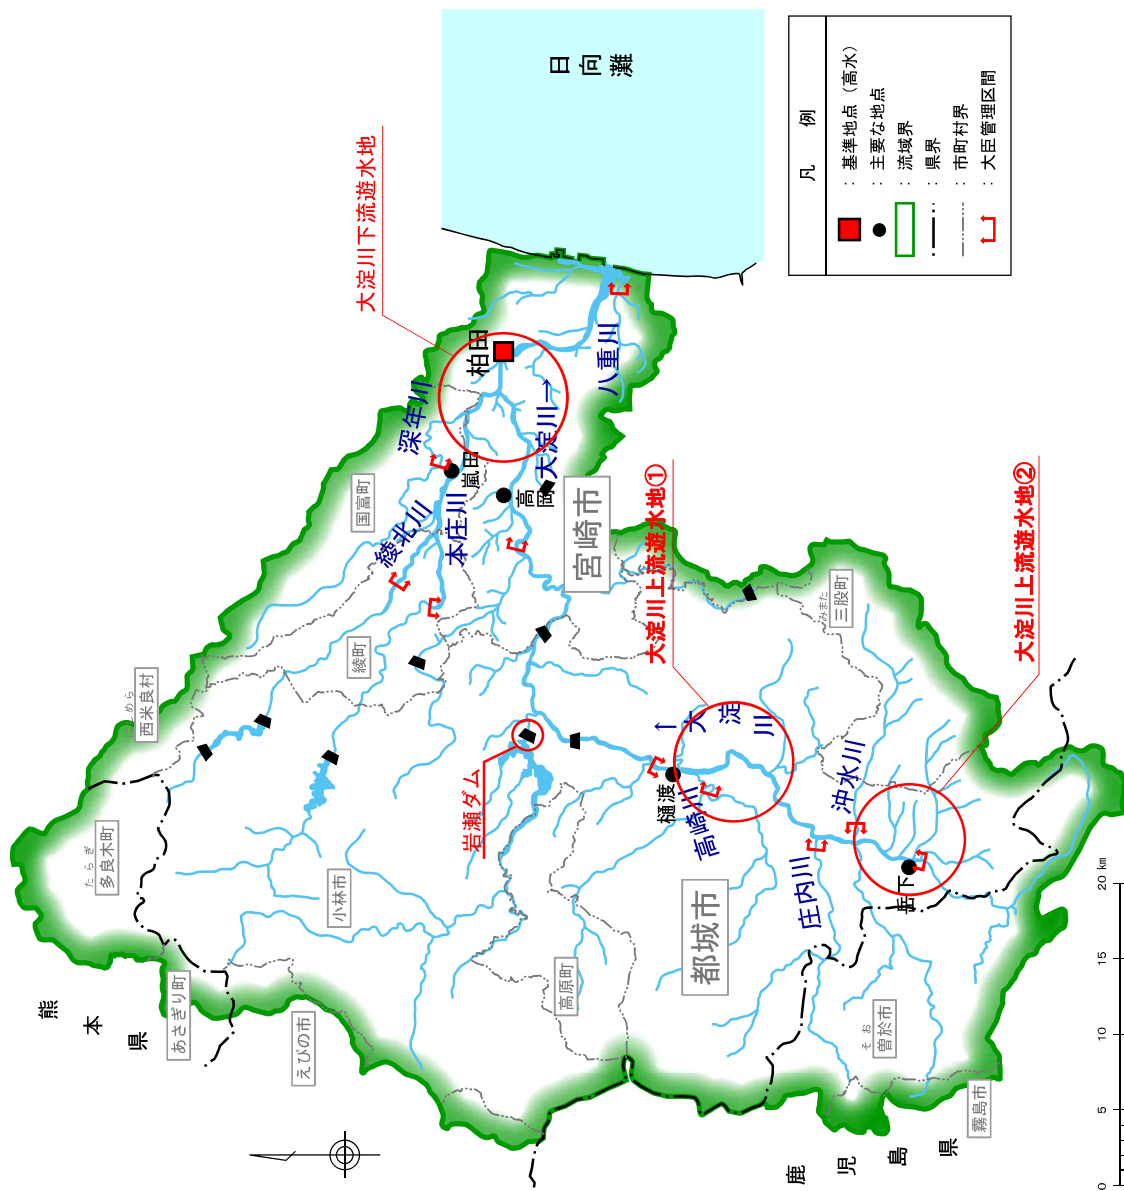 日向灘
凡例
：基準地点（高水）
：主要な地点
：流域界
：県界
：市町村界
：大臣管理区間
大淀川下流遊水地
柏田
深年川
嵐田
八重川
大淀川→
高岡
国富町
綾北川
本庄川
宮崎市
大淀川上流遊水地①
大淀川上流遊水地②
みまた
三股町
綾町
西米良村
→大淀川
岩瀬ダム
樋渡
高崎川
沖水川
庄内川
岳下
たらぎ
多良木町
小林市
都城市
高原町
あさぎり町
えびの市
そお
曽於市
霧島市
熊本県
鹿児島県
0 5 10 15 20 km